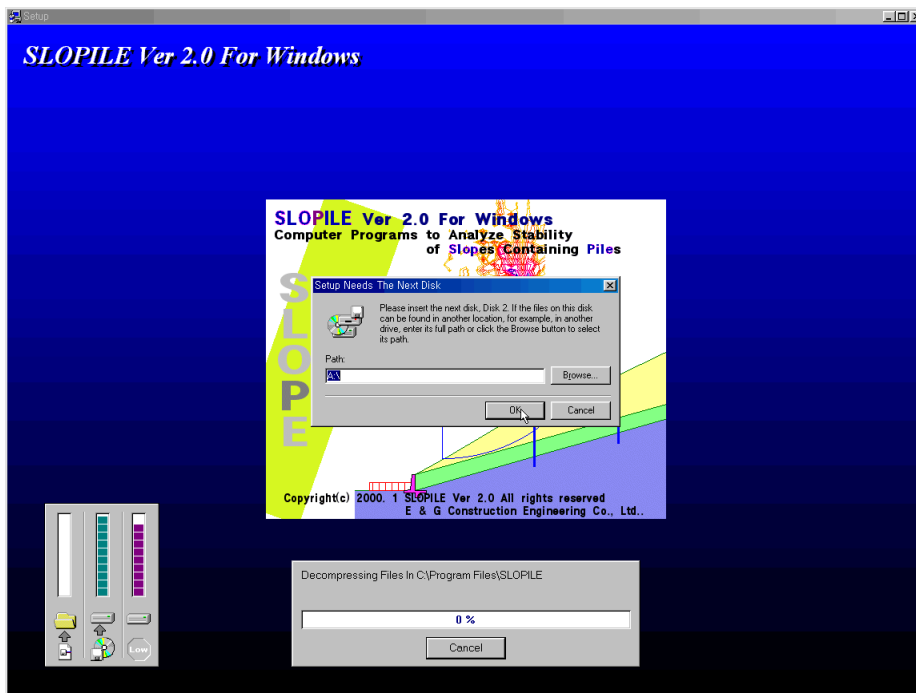 Setup
SLOPILE Ver 2.0 For Windows
SLOPILE Ver 2.0 For Windows
Computer Programs to Analyze Stability
of Slopes Containing Piles
SLOPE
Setup Needs The Next Disk
Please insert the next disk, Disk 2. If the files on this disk
can be found in another location, for example, in another
drive, enter its full path or click the Browse button to select
its path.
Path:
A:\
Browse...
OK
Cancel
Copyright(c) 2000. 1 SLOPILE Ver 2.0 All rights reserved
E & G Construction Engineering Co., Ltd..
Decompressing Files In C:\Program Files\SLOPILE
0 %
Cancel
Low